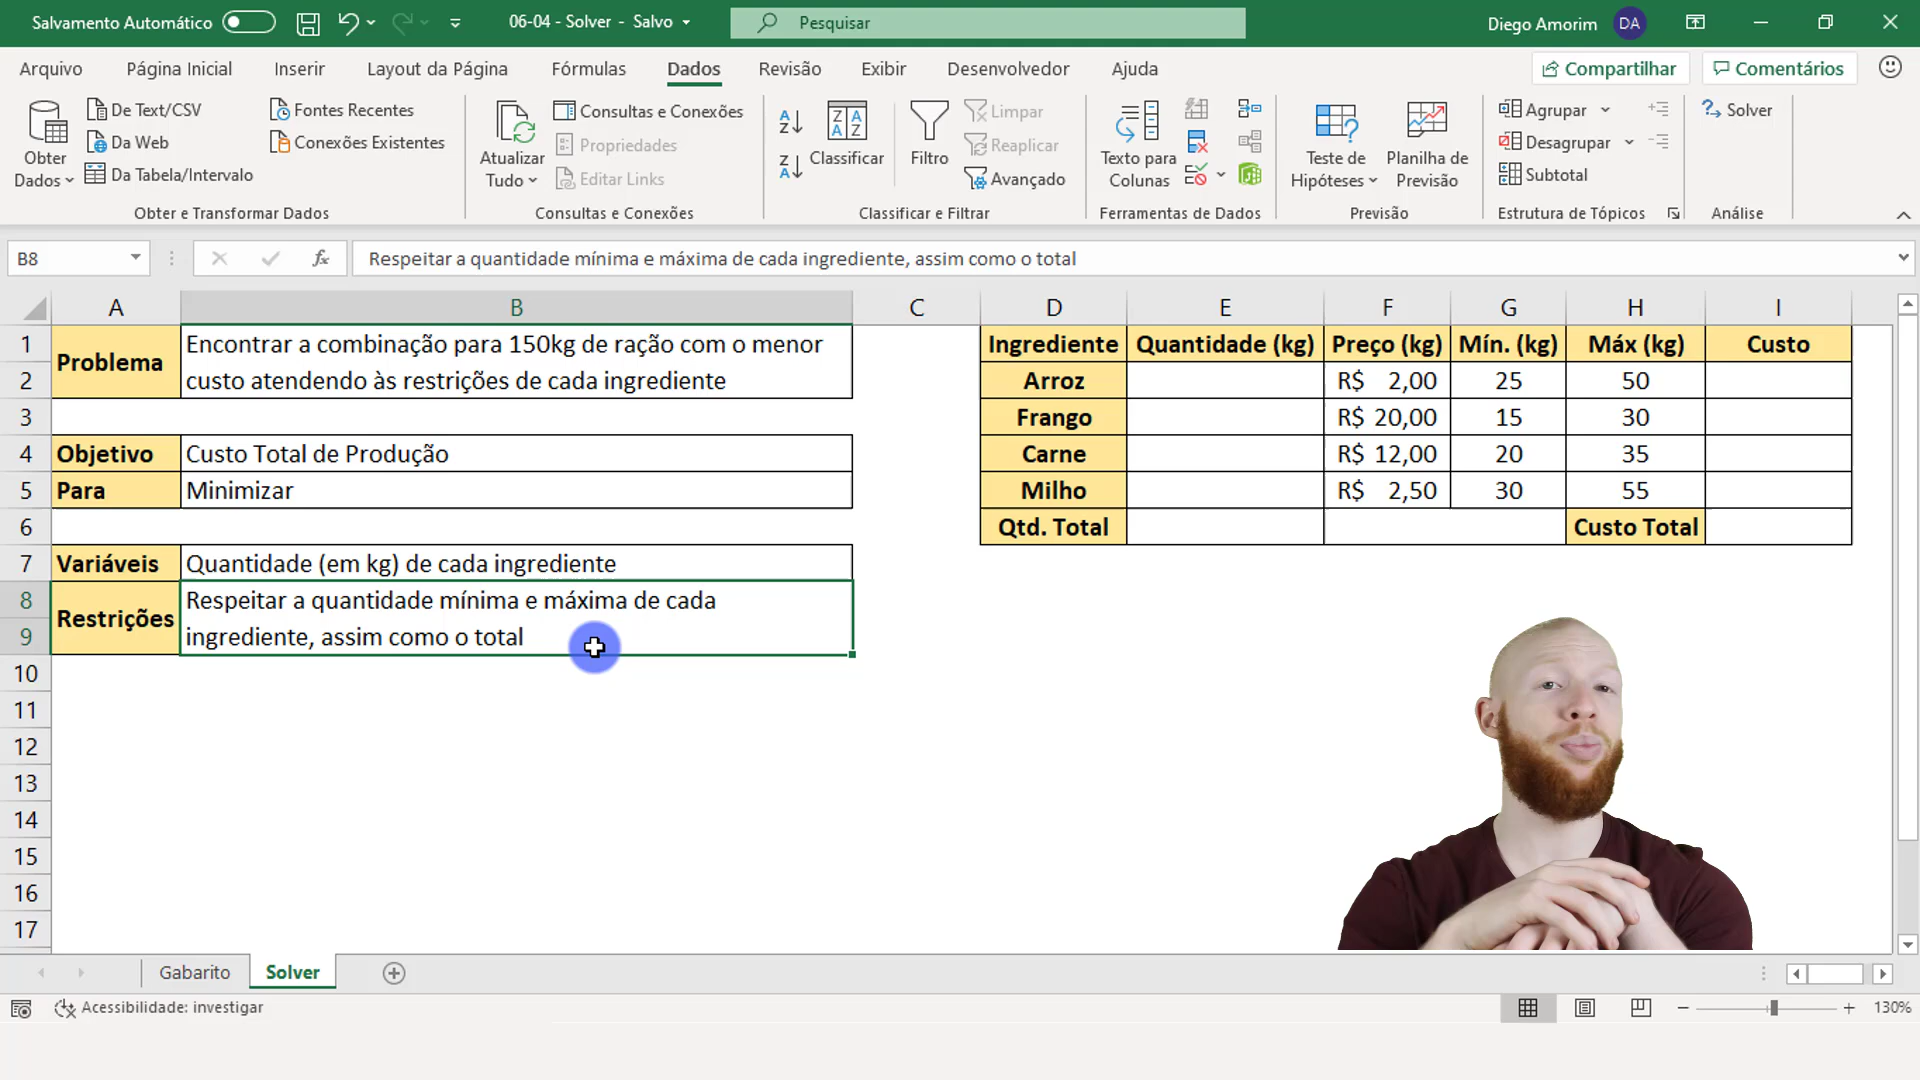 Salvamento Automático
06-04 - Solver - Salvo
Pesquisar
Diego Amorim
DA
Arquivo
Página Inicial
Inserir
Layout da Página
Fórmulas
Dados
Revisão
Exibir
Desenvolvedor
Ajuda
Compartilhar
Comentários
Obter Dados
De Text/CSV
Da Web
Da Tabela/Intervalo
Fontes Recentes
Conexões Existentes
Obter e Transformar Dados
Atualizar Tudo
Consultas e Conexões
Propriedades
Editar Links
Consultas e Conexões
Classificar
Filtro
Limpar
Reaplicar
Avançado
Classificar e Filtrar
Texto para Colunas
Ferramentas de Dados
Teste de Hipóteses
Planilha de Previsão
Previsão
Agrupar
Desagrupar
Subtotal
Estrutura de Tópicos
Solver
Análise
B8
fx
Respeitar a quantidade mínima e máxima de cada ingrediente, assim como o total
A B C D E F G H I
1
2
3
4
5
6
7
8
9
10
11
12
13
14
15
16
17
Problema
Encontrar a combinação para 150kg de ração com o menor
custo atendendo às restrições de cada ingrediente
Objetivo Custo Total de Produção
Para Minimizar
Variáveis Quantidade (em kg) de cada ingrediente
Restrições
Respeitar a quantidade mínima e máxima de cada
ingrediente, assim como o total
Ingrediente Quantidade (kg) Preço (kg) Mín. (kg) Máx (kg) Custo
Arroz R$ 2,00 25 50
Frango R$ 20,00 15 30
Carne R$ 12,00 20 35
Milho R$ 2,50 30 55
Qtd. Total Custo Total
Gabarito
Solver
Acessibilidade: investigar
130%